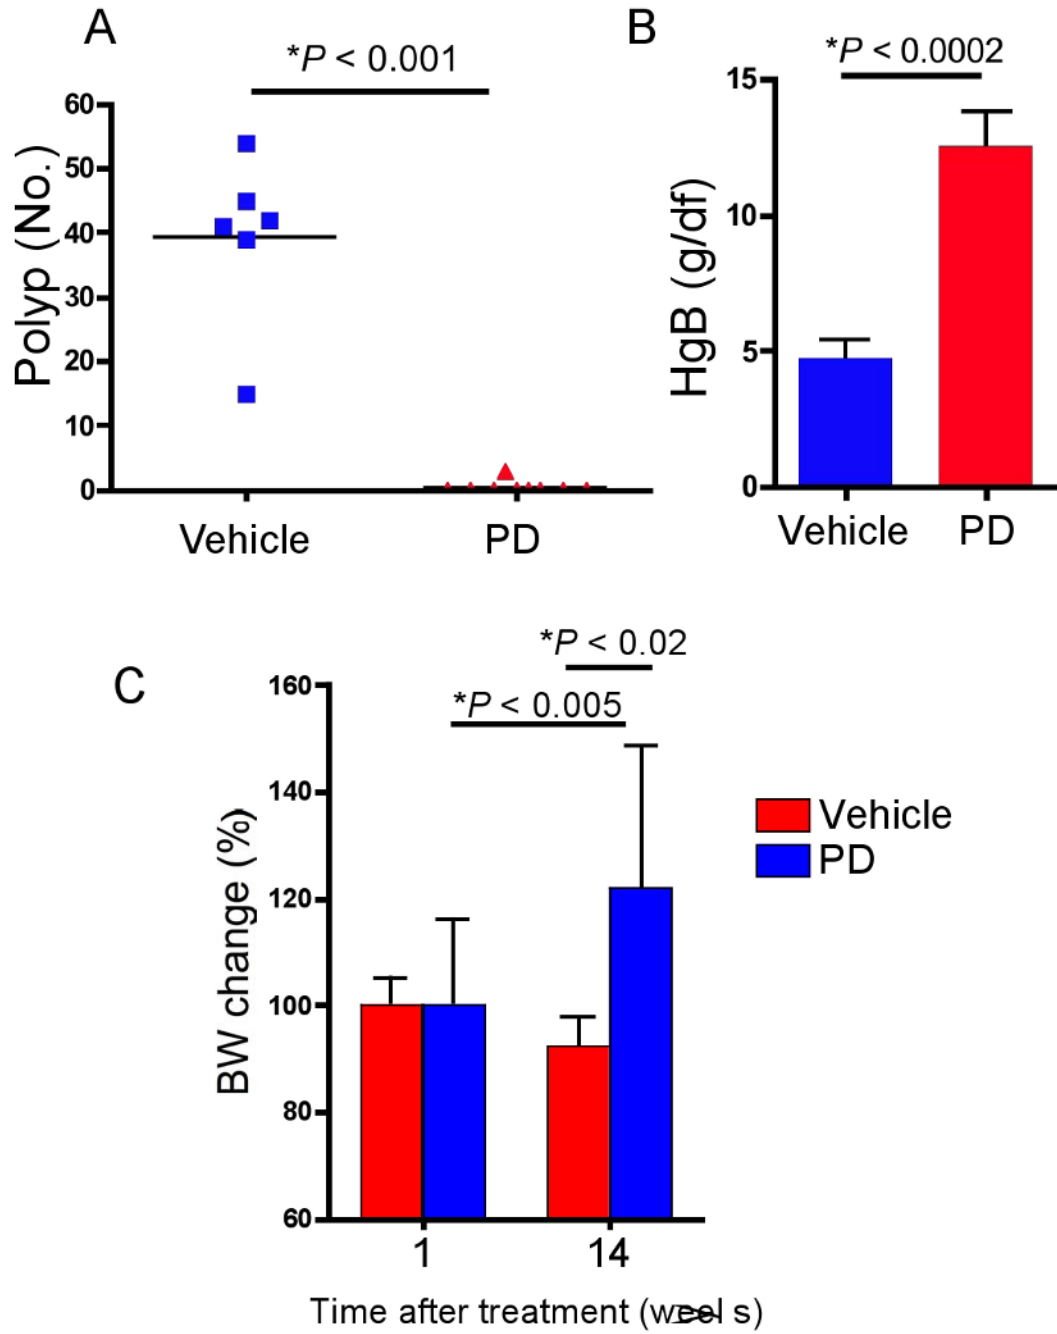 A
*P < 0.001
Polyp (No.)
60
50
40
30
20
10
0
Vehicle
PD
B
*P < 0.0002
HgB (g/df)
15
10
5
0
Vehicle
PD
C
*P < 0.02
*P < 0.005
BW change (%)
160
140
120
100
80
60
1
14
Time after treatment
Vehicle
PD